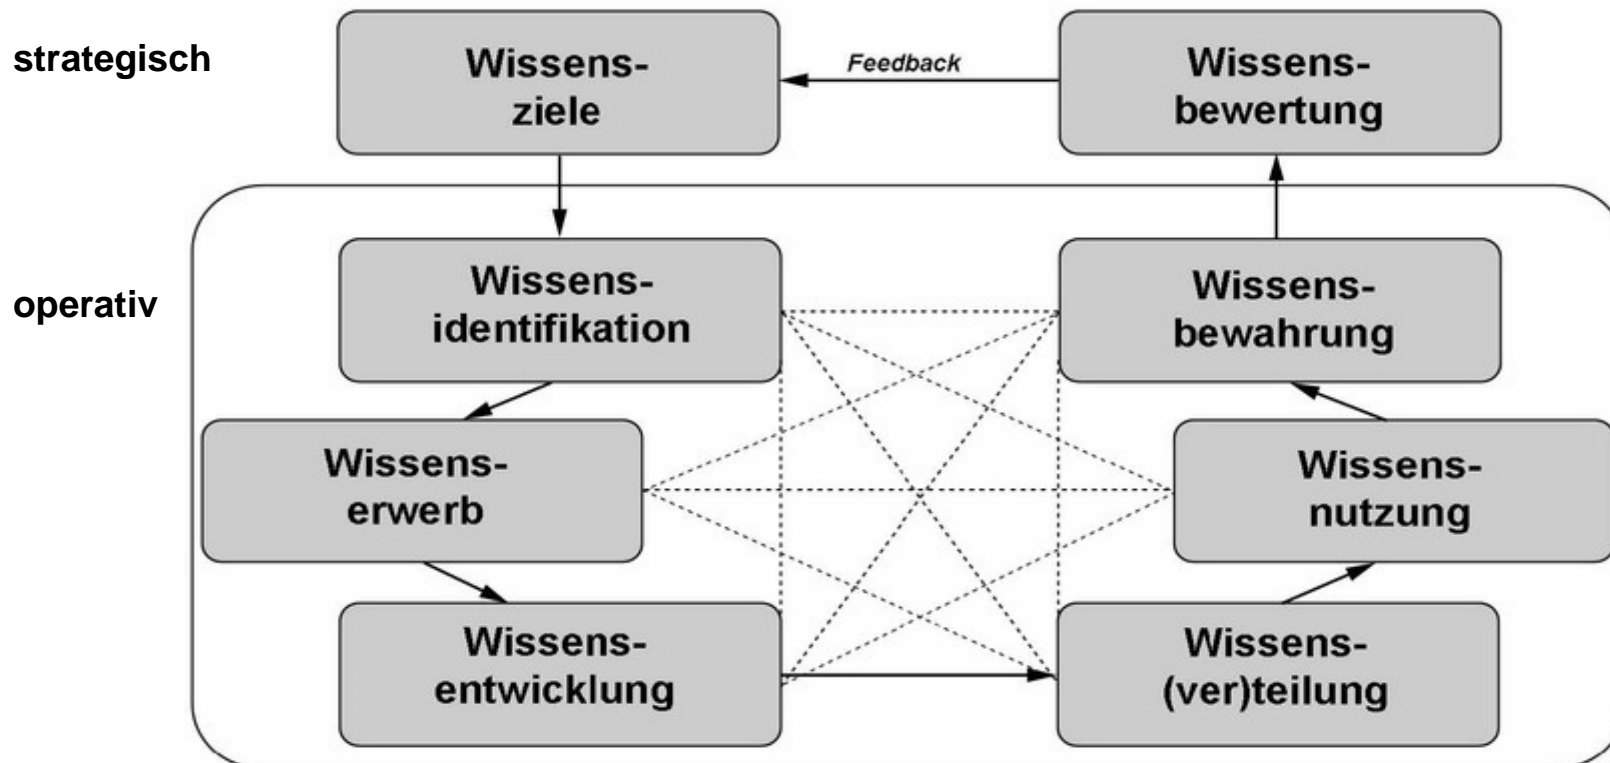 strategisch
Wissens-
ziele
Feedback
Wissens-
bewertung
operativ
Wissens-
identifikation
Wissens-
bewahrung
Wissens-
erwerb
Wissens-
nutzung
Wissens-
entwicklung
Wissens-
(ver)teilung